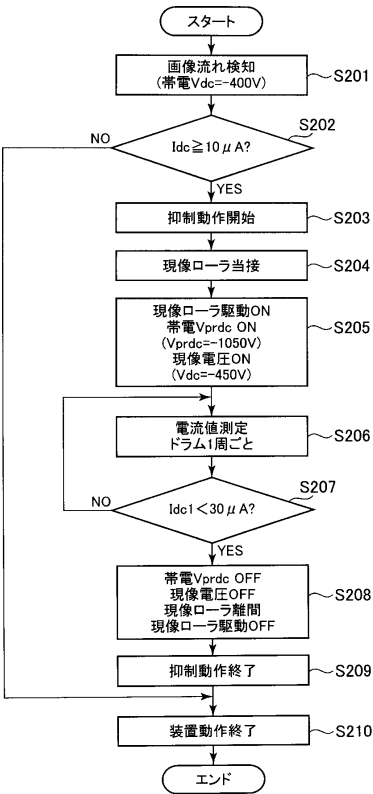 スタート
画像流れ検知
(帯電Vdc=-400V)
S201
Idc≧10μA?
S202
NO
YES
抑制動作開始
S203
現像ローラ当接
S204
現像ローラ駆動ON
帯電Vprdc ON
(Vprdc=-1050V)
現像電圧ON
(Vdc=-450V)
S205
電流値測定
ドラム1周ごと
S206
Idc1<30μA?
S207
NO
YES
帯電Vprdc OFF
現像電圧OFF
現像ローラ離間
現像ローラ駆動OFF
S208
抑制動作終了
S209
装置動作終了
S210
エンド